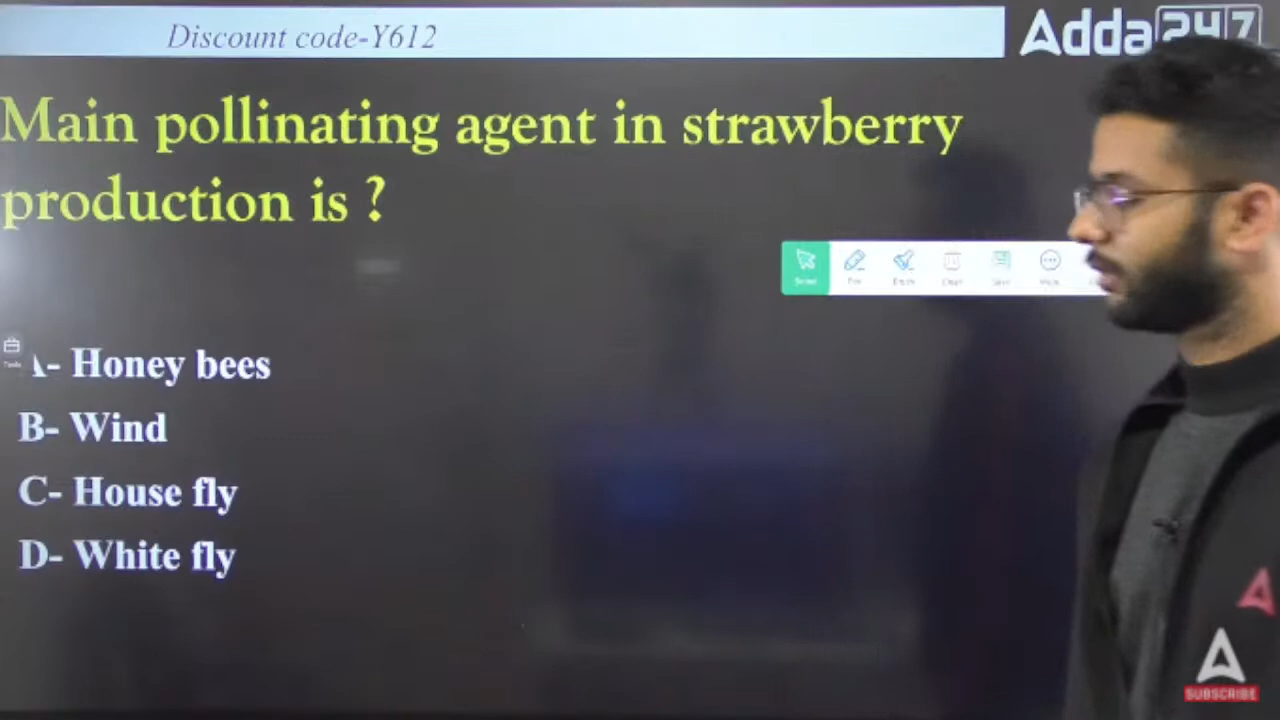 Discount code-Y612
Adda247
Main pollinating agent in strawberry
production is ?
A- Honey bees
B- Wind
C- House fly
D- White fly
SUBSCRIBE